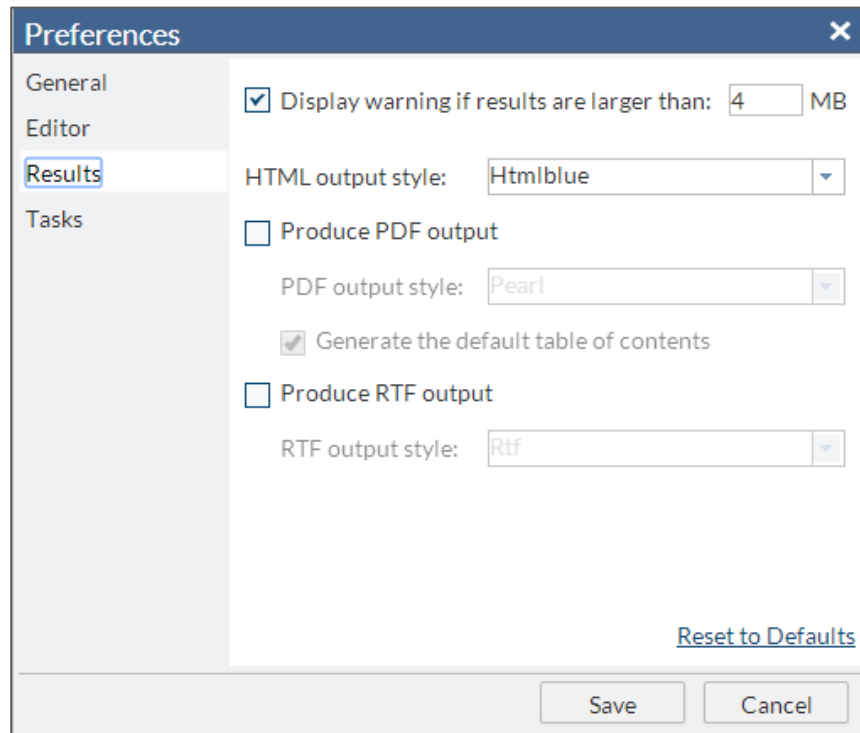 Preferences
General
Editor
Results
Tasks
Display warning if results are larger than: 4 MB
HTML output style: Htmlblue
Produce PDF output
PDF output style: Pearl
Generate the default table of contents
Produce RTF output
RTF output style: Rtf
Reset to Defaults
Save Cancel